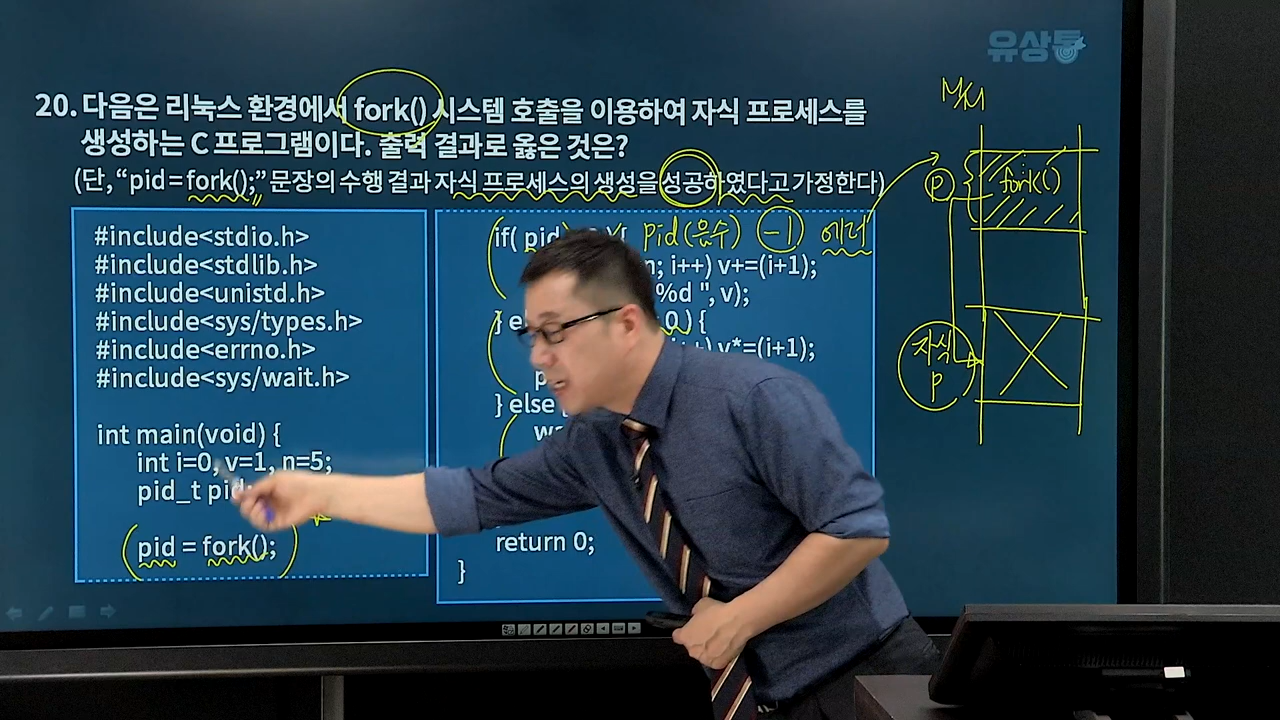 유상통
20. 다음은 리눅스 환경에서 fork() 시스템 호출을 이용하여 자식 프로세스를
생성하는 C 프로그램이다. 출력 결과로 옳은 것은?
(단, “pid = fork();” 문장의 수행 결과 자식 프로세스의 생성을 성공하였다고 가정한다)
#include<stdio.h>
#include<stdlib.h>
#include<unistd.h>
#include<sys/types.h>
#include<errno.h>
#include<sys/wait.h>
int main(void) {
int i=0, v=1, n=5;
pid_t pid;
pid = fork();
if( pid
pid(음수) -1 에러
n; i++) v+=(i+1);
%d ", v);
} el
0 ) {
++) v*=(i+1);
p
} else {
wa
return 0;
}
M/M
P
fork()
자식
P